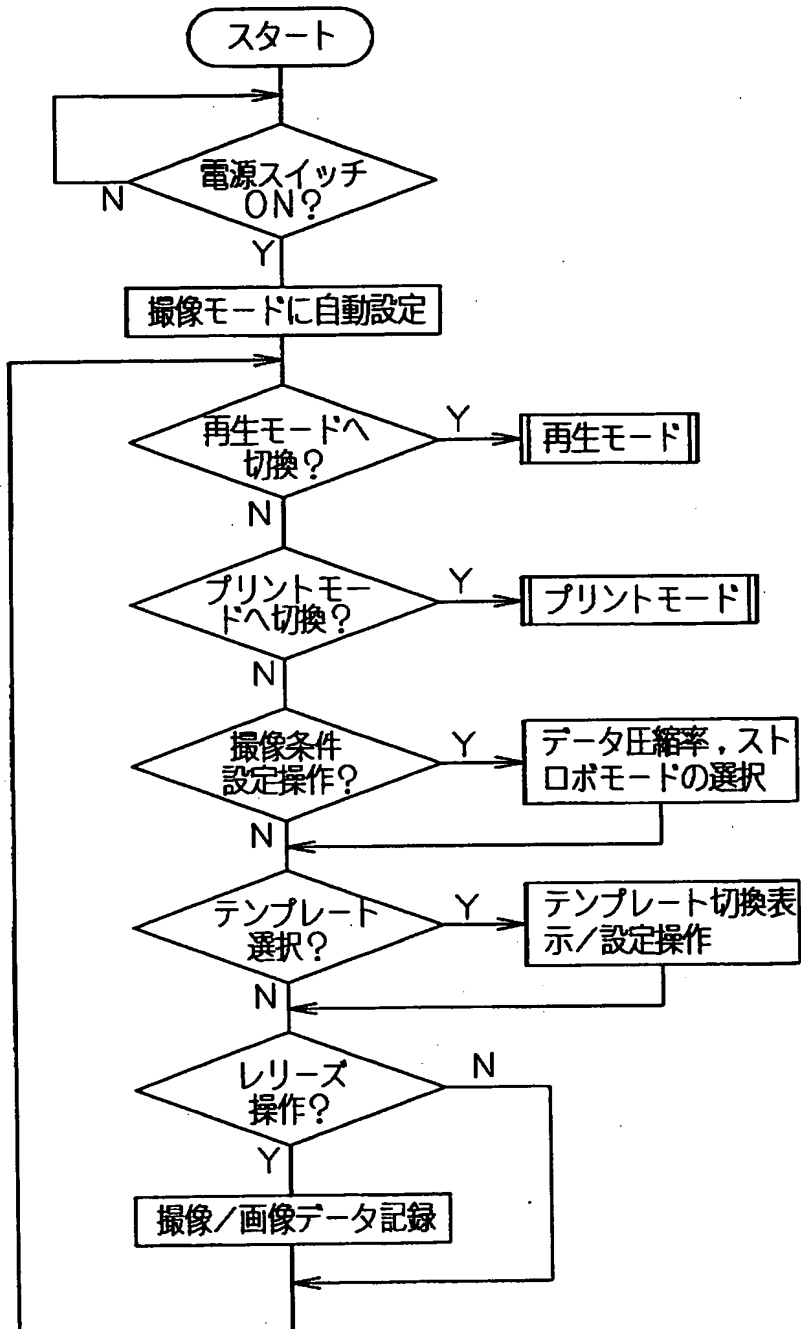 スタート
電源スイッチ
ON?
N
Y
撮像モードに自動設定
再生モードへ
切換?
Y
再生モード
N
プリントモー
ドへ切換?
Y
プリントモード
N
撮像条件
設定操作?
Y
データ圧縮率,スト
ロボモードの選択
N
テンプレート
選択?
Y
テンプレート切換表
示/設定操作
N
レリーズ
操作?
N
Y
撮像/画像データ記録